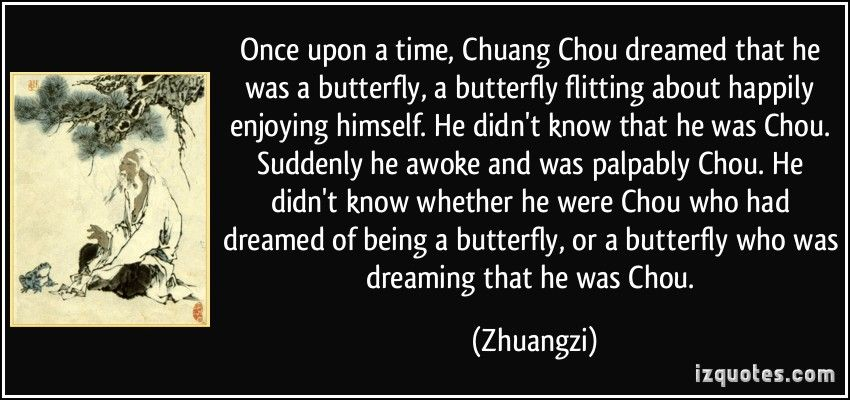 Once upon a time, Chuang Chou dreamed that he
was a butterfly, a butterfly flitting about happily
enjoying himself. He didn't know that he was Chou.
Suddenly he awoke and was palpably Chou. He
didn't know whether he were Chou who had
dreamed of being a butterfly, or a butterfly who was
dreaming that he was Chou.
(Zhuangzi)
izquotes.com